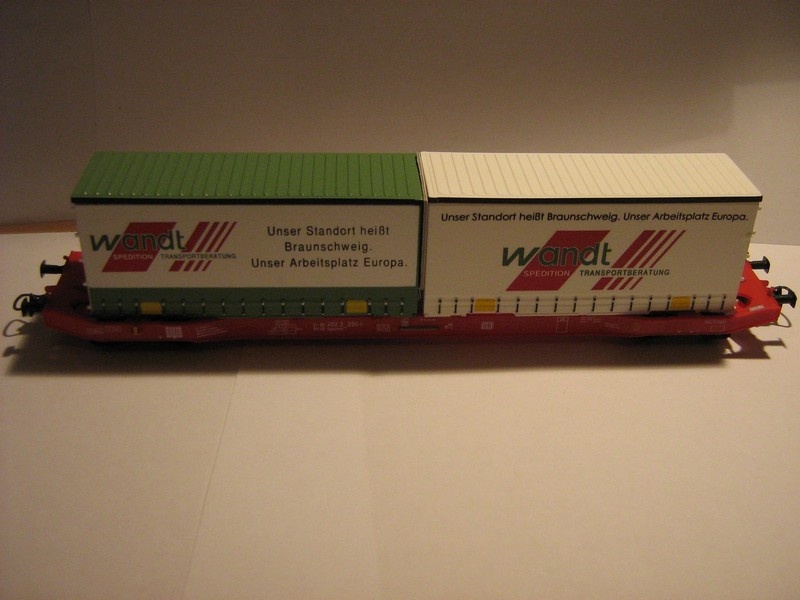 wandt
SPEDITION TRANSPORTBERATUNG
Unser Standort heißt
Braunschweig.
Unser Arbeitsplatz Europa.
Unser Standort heißt Braunschweig. Unser Arbeitsplatz Europa.
wandt
SPEDITION TRANSPORTBERATUNG